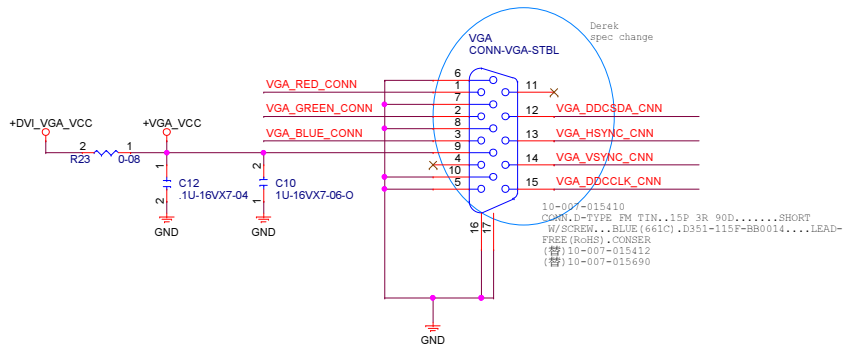 Derek
spec change
VGA
CONN-VGA-STBL
6
VGA_RED_CONN
1
11
7
VGA_GREEN_CONN
2
12
VGA_DDCSDA_CNN
8
+DVI_VGA_VCC
+VGA_VCC
VGA_BLUE_CONN
3
13
VGA_HSYNC_CNN
2
1
9
R23
0-08
4
14
VGA_VSYNC_CNN
10
1
C12
.1U-16VX7-04
2
2
C10
1U-16VX7-06-O
1
5
15
VGA_DDCCLK_CNN
GND
GND
16
17
10-007-015410
CONN.D-TYPE FM TIN..15P 3R 90D.......SHORT
W/SCREW...BLUE(661C).D351-115F-BB0014....LEAD-
FREE(RoHS).CONSER
(替)10-007-015412
(替)10-007-015690
GND